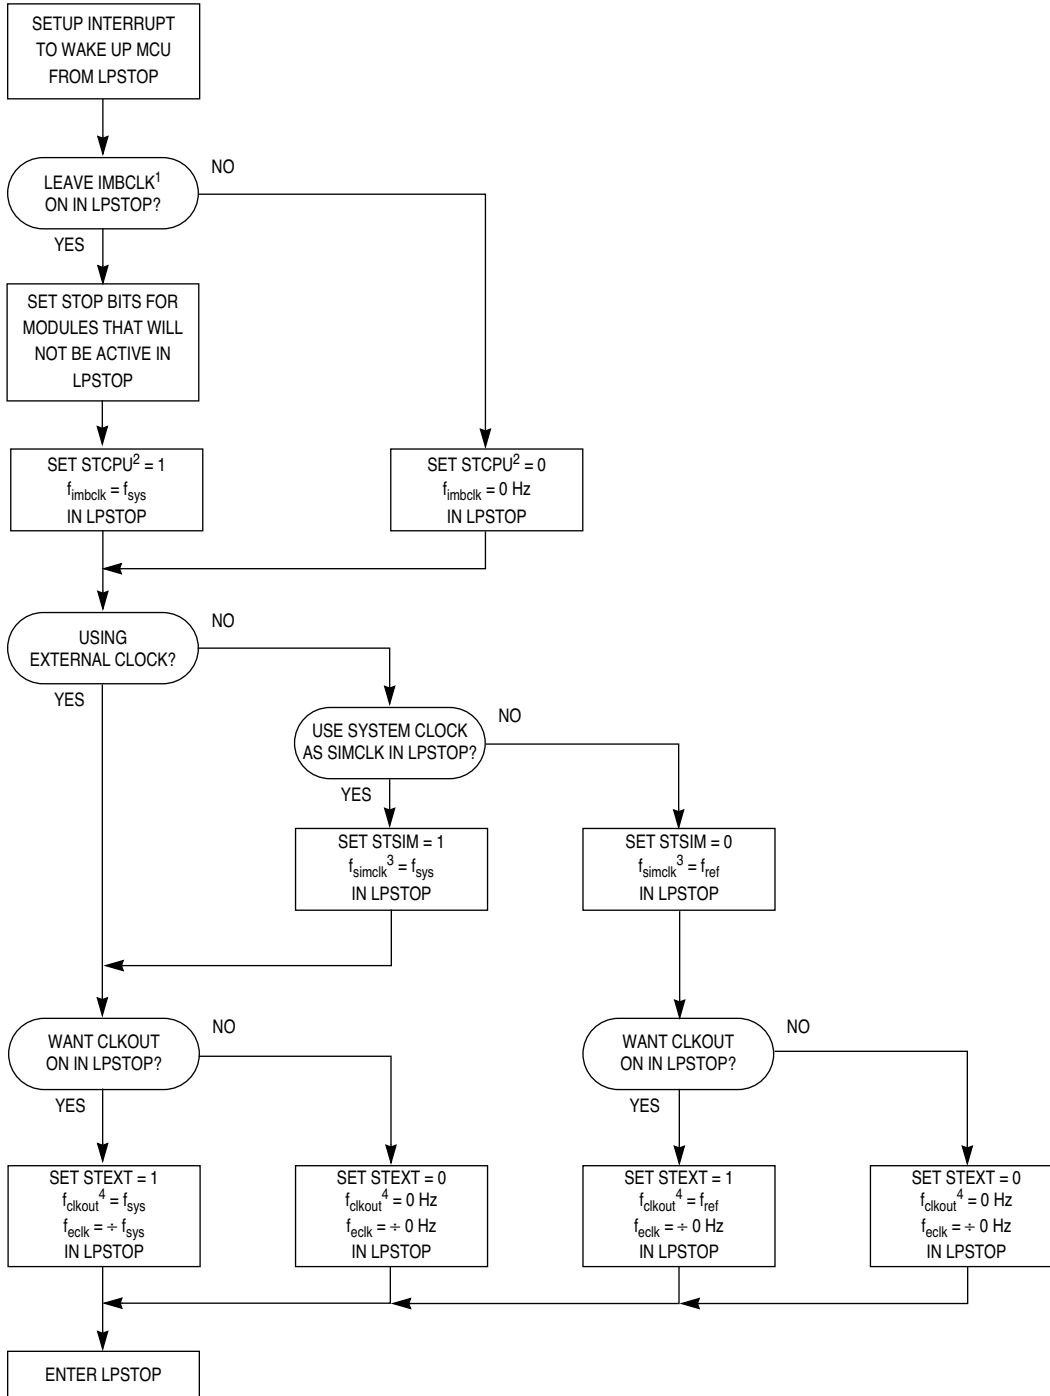 SETUP INTERRUPT
TO WAKE UP MCU
FROM LPSTOP
LEAVE IMBCLK1
ON IN LPSTOP?
NO
YES
SET STOP BITS FOR
MODULES THAT WILL
NOT BE ACTIVE IN
LPSTOP
SET STCPU2 = 1
fimbclk = fsys
IN LPSTOP
SET STCPU2 = 0
fimbclk = 0 Hz
IN LPSTOP
USING
EXTERNAL CLOCK?
NO
YES
USE SYSTEM CLOCK
AS SIMCLK IN LPSTOP?
NO
YES
SET STSIM = 1
fsimclk3 = fsys
IN LPSTOP
SET STSIM = 0
fsimclk3 = fref
IN LPSTOP
WANT CLKOUT
ON IN LPSTOP?
NO
YES
WANT CLKOUT
ON IN LPSTOP?
NO
YES
SET STEXT = 1
fclkout4 = fsys
feclk = ÷ fsys
IN LPSTOP
SET STEXT = 0
fclkout4 = 0 Hz
feclk = ÷ 0 Hz
IN LPSTOP
SET STEXT = 1
fclkout4 = fref
feclk = ÷ 0 Hz
IN LPSTOP
SET STEXT = 0
fclkout4 = 0 Hz
feclk = ÷ 0 Hz
IN LPSTOP
ENTER LPSTOP